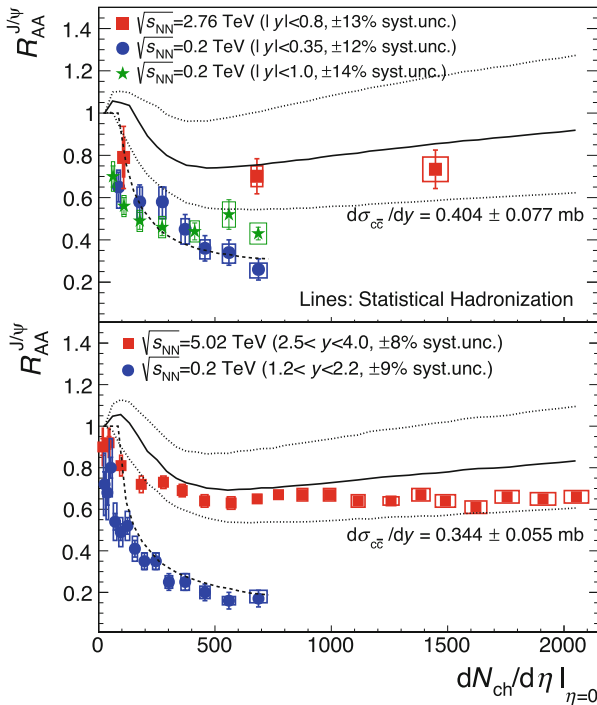 R_AA^J/ψ
√s_NN=2.76 TeV (| y|<0.8, ±13% syst.unc.)
√s_NN=0.2 TeV (| y|<0.35, ±12% syst.unc.)
√s_NN=0.2 TeV (| y|<1.0, ±14% syst.unc.)
1.4
1.2
1
0.8
0.6
0.4
0.2
dσ_cc̅ /dy = 0.404 ± 0.077 mb
Lines: Statistical Hadronization
R_AA^J/ψ
√s_NN=5.02 TeV (2.5< y<4.0, ±8% syst.unc.)
√s_NN=0.2 TeV (1.2< y<2.2, ±9% syst.unc.)
1.4
1.2
1
0.8
0.6
0.4
0.2
dσ_cc̅ /dy = 0.344 ± 0.055 mb
0 500 1000 1500 2000
dN_ch/dη |_η=0